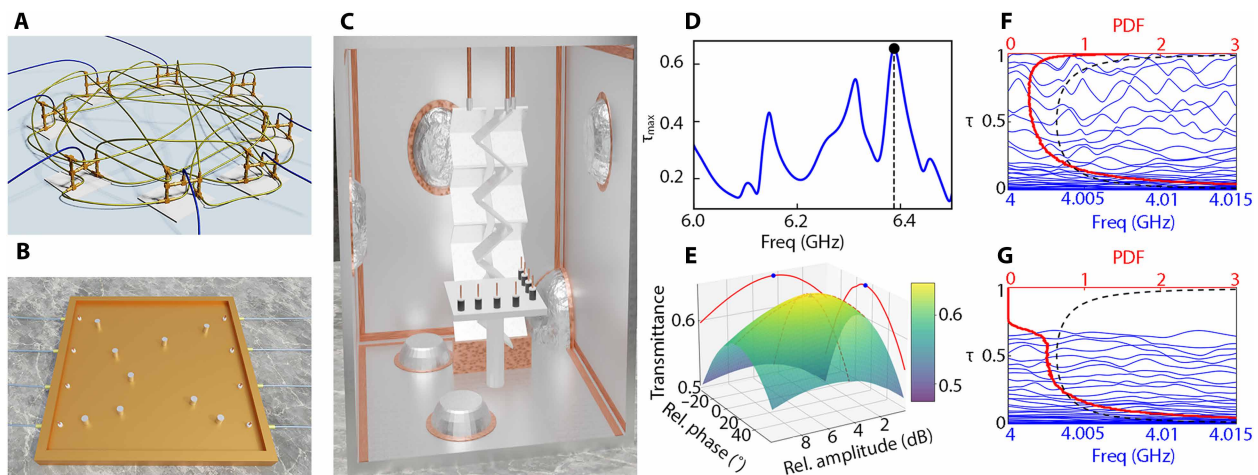 A
B
C
D
τmax
0.6
0.4
0.2
6.0
6.2
6.4
Freq (GHz)
E
Transmittance
0.6
0.5
-20
0
20
40
Rel. phase (°)
8
6
4
2
Rel. amplitude (dB)
0.6
0.5
F
PDF
0
1
2
3
1
τ
0.5
0
4
4.005
4.01
4.015
Freq (GHz)
G
PDF
0
1
2
3
1
τ
0.5
0
4
4.005
4.01
4.015
Freq (GHz)